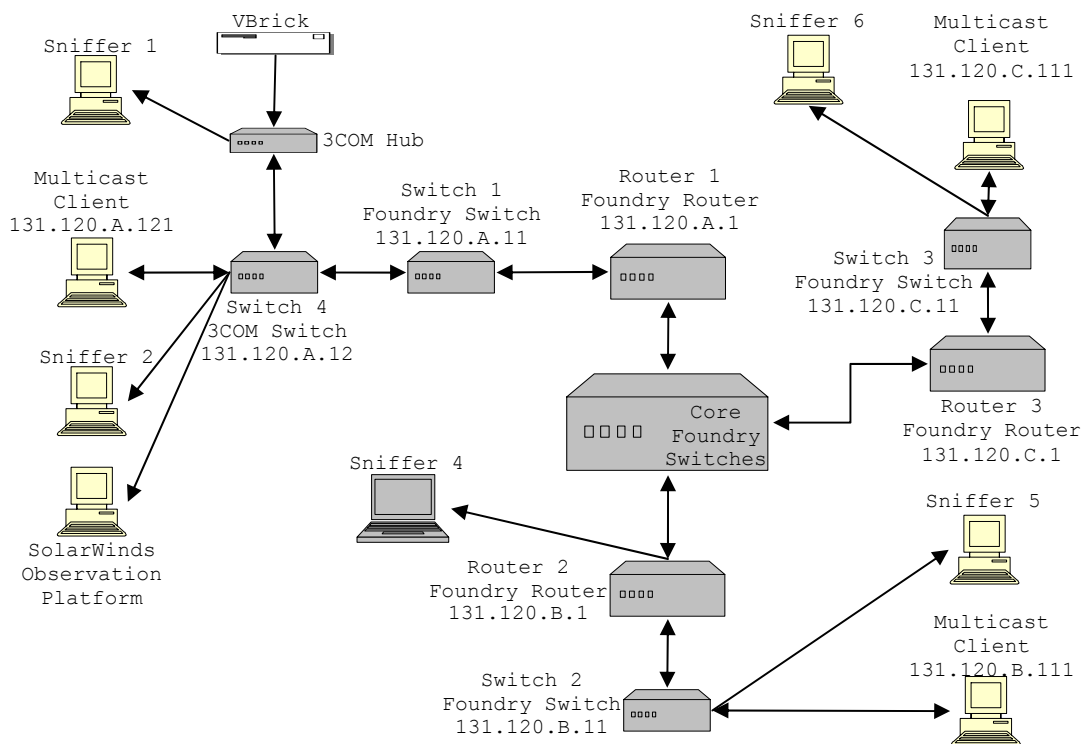 VBrick
Sniffer 1
3COM Hub
Multicast
Client
131.120.A.121
Switch 1
Foundry Switch
131.120.A.11
Router 1
Foundry Router
131.120.A.1
Sniffer 6
Multicast
Client
131.120.C.111
Switch 3
Foundry Switch
131.120.C.11
Switch 4
3COM Switch
131.120.A.12
Sniffer 2
SolarWinds
Observation
Platform
Core
Foundry
Switches
Router 3
Foundry Router
131.120.C.1
Sniffer 4
Sniffer 5
Router 2
Foundry Router
131.120.B.1
Multicast
Client
131.120.B.111
Switch 2
Foundry Switch
131.120.B.11